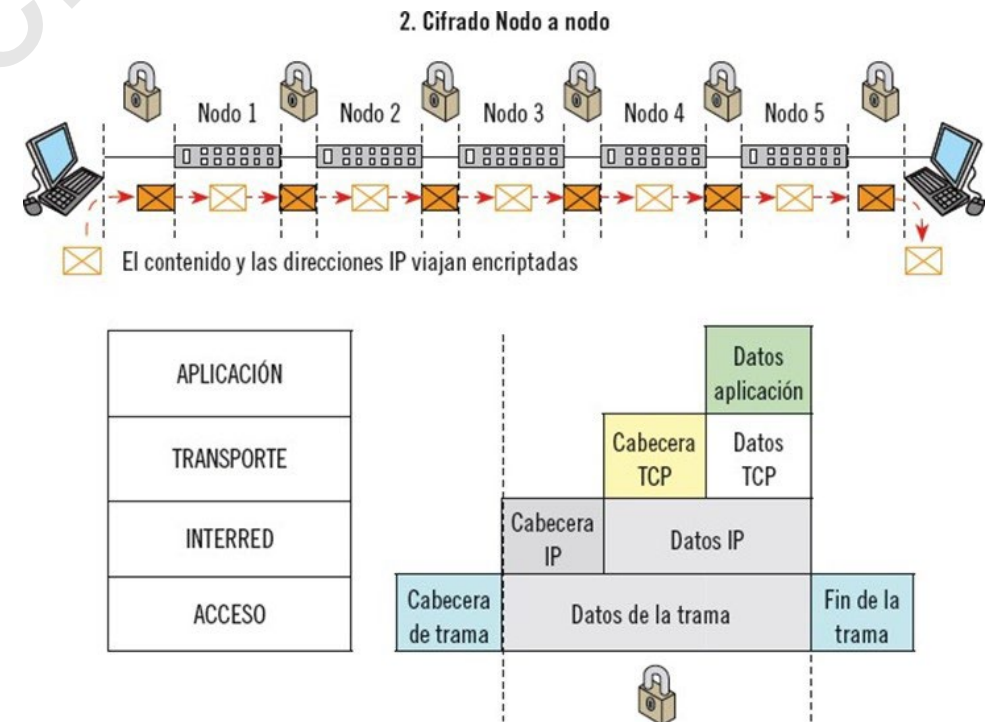 2. Cifrado Nodo a nodo
Nodo 1 Nodo 2 Nodo 3 Nodo 4 Nodo 5
El contenido y las direcciones IP viajan encriptadas
APLICACIÓN
Datos
aplicación
TRANSPORTE
Cabecera
TCP
Datos
TCP
INTERRED
Cabecera
IP
Datos IP
ACCESO
Cabecera
de trama
Datos de la trama
Fin de la
trama